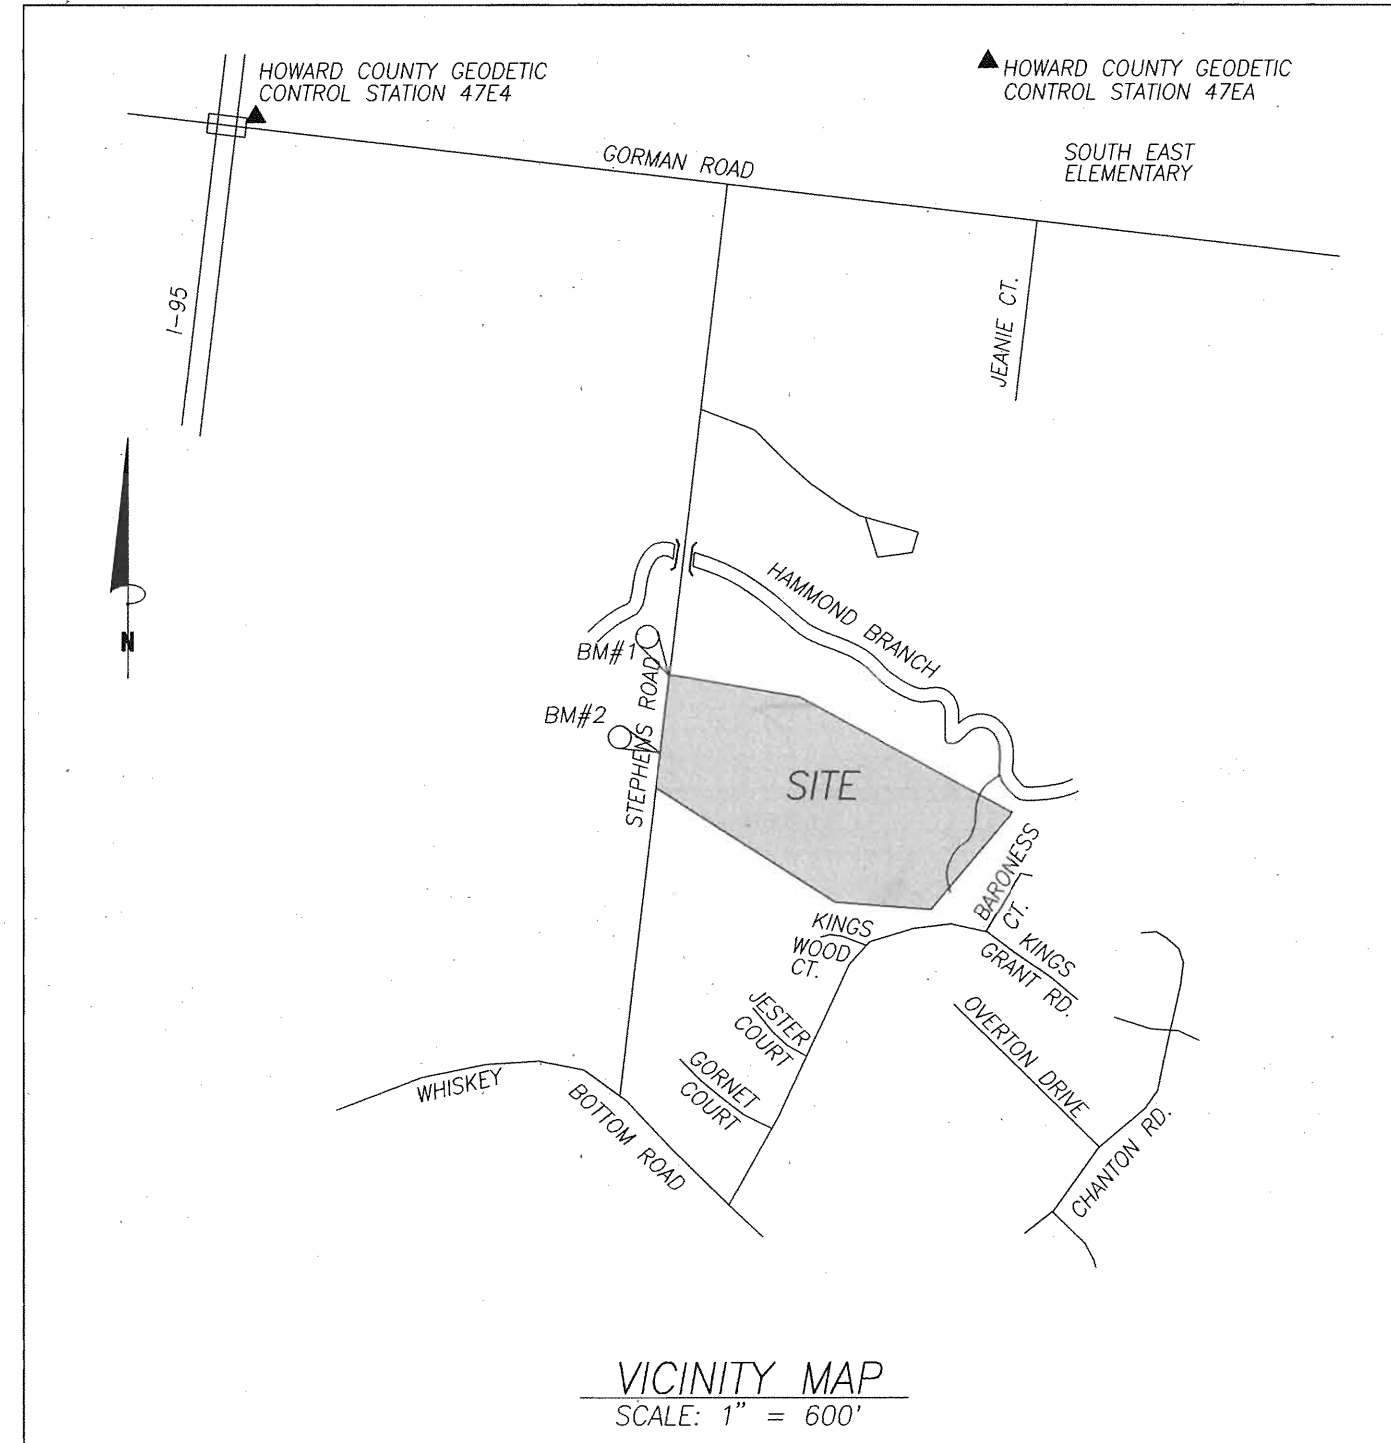 HOWARD COUNTY GEODETIC
CONTROL STATION 47E4
HOWARD COUNTY GEODETIC
CONTROL STATION 47EA
SOUTH EAST
ELEMENTARY
GORMAN ROAD
I-95
JEANIE CT.
N
HAMMOND BRANCH
BM#1
BM#2
STEPHENS ROAD
SITE
BARONESS
CT.
KINGS
WOOD
CT.
KINGS
GRANT RD.
JESTER
COURT
OVERTON DRIVE
GORNET
COURT
WHISKEY
BOTTOM ROAD
CHANTON RD.
VICINITY MAP
SCALE: 1" = 600'